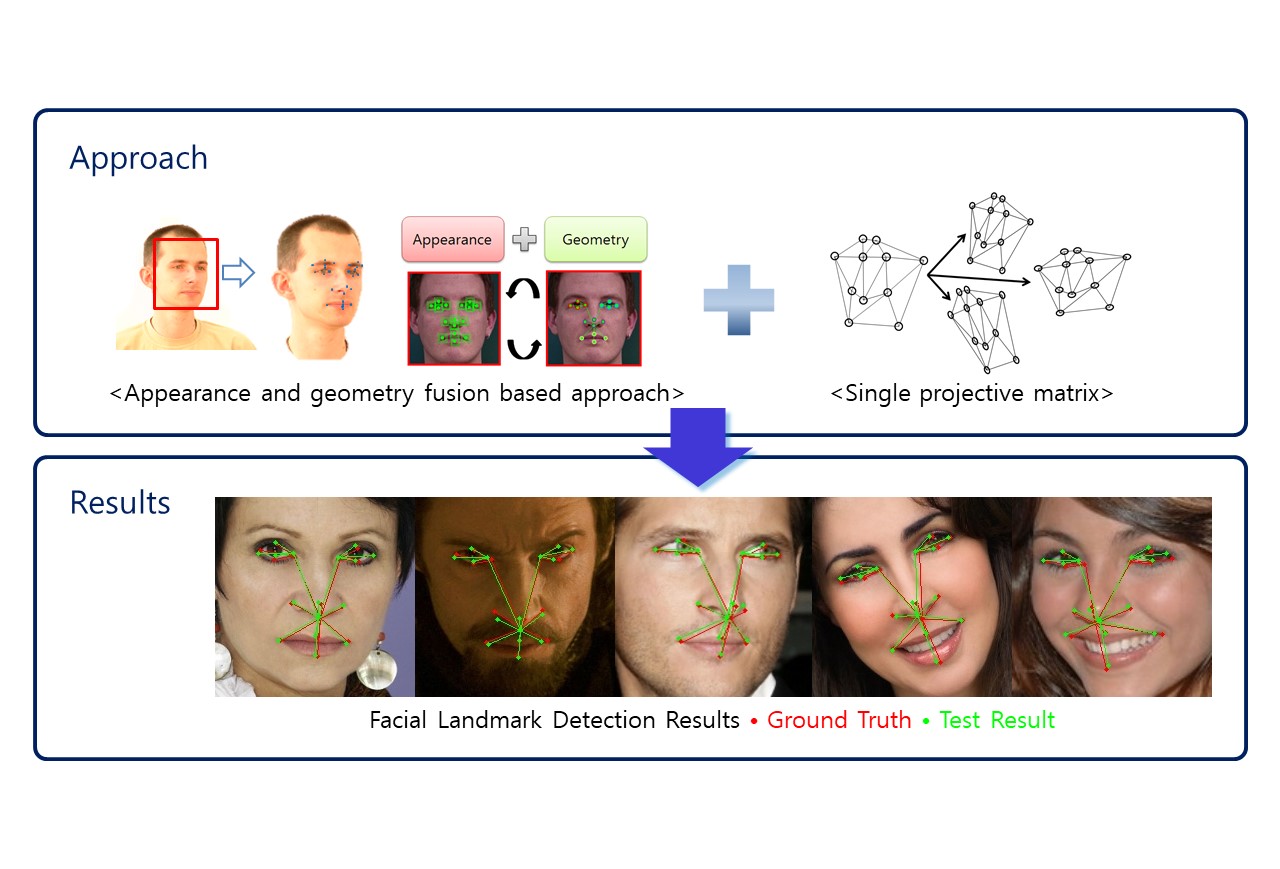 Approach
Appearance
Geometry
<Appearance and geometry fusion based approach>
<Single projective matrix>
Results
Facial Landmark Detection Results • Ground Truth • Test Result